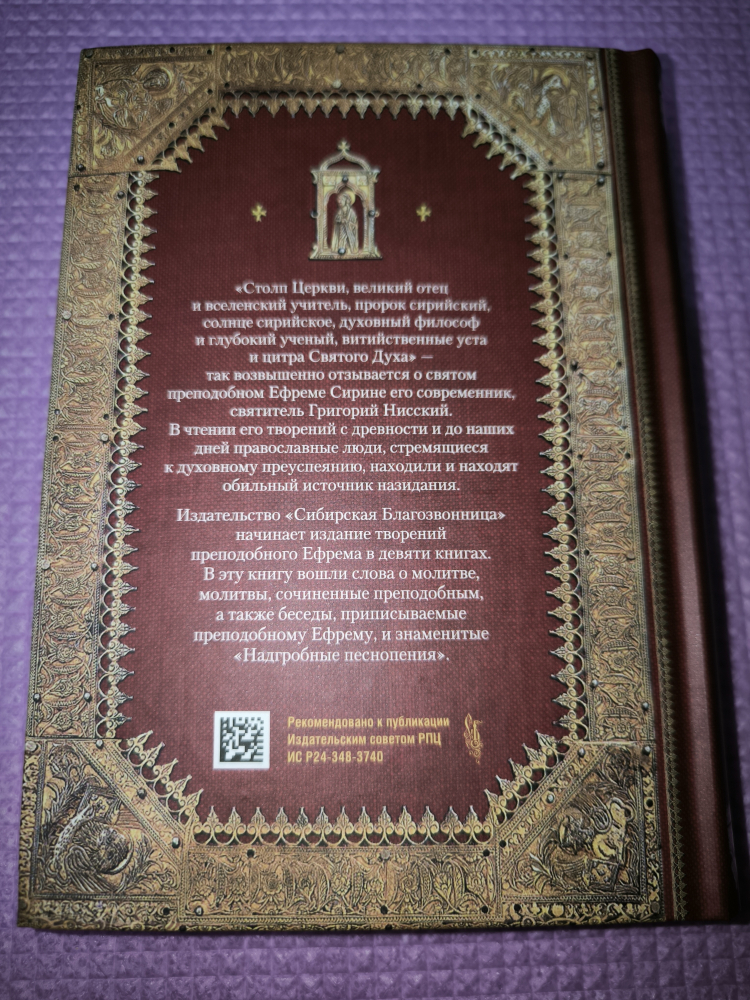 «Столп Церкви, великий отец
и вселенский учитель, пророк сирийский,
солнце сирийское, духовный философ
и глубокий ученый, витийственные уста
и цитра Святого Духа» —
так возвышенно отзывается о святом
преподобном Ефреме Сирине его современник,
святитель Григорий Нисский.
В чтении его творений с древности и до наших
дней православные люди, стремящиеся
к духовному преуспеянию, находили и находят
обильный источник назидания.
Издательство «Сибирская Благозвонница»
начинает издание творений
преподобного Ефрема в девяти книгах.
В эту книгу вошли слова о молитве,
молитвы, сочиненные преподобным,
а также беседы, приписываемые
преподобному Ефрему, и знаменитые
«Надгробные песнопения».
Рекомендовано к публикации
Издательским советом РПЦ
ИС Р24-348-3740